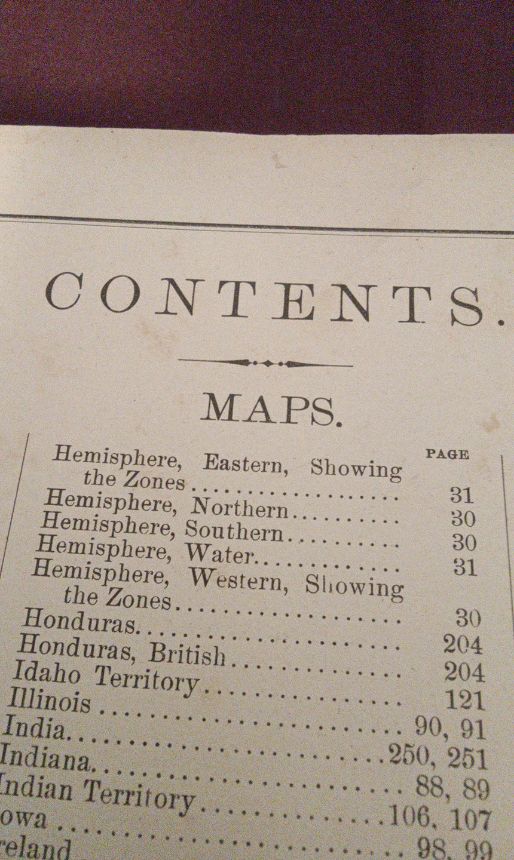 CONTENTS.
MAPS.
PAGE
Hemisphere, Eastern, Showing
the Zones.................... 31
Hemisphere, Northern.......... 30
Hemisphere, Southern.......... 30
Hemisphere, Water............. 31
Hemisphere, Western, Showing
the Zones.................... 30
Honduras..................... 204
Honduras, British............. 204
Idaho Territory............... 121
Illinois.................... 90, 91
India..................... 250, 251
Indiana..................... 88, 89
Indian Territory............. 106, 107
owa....................... 98, 99
reland